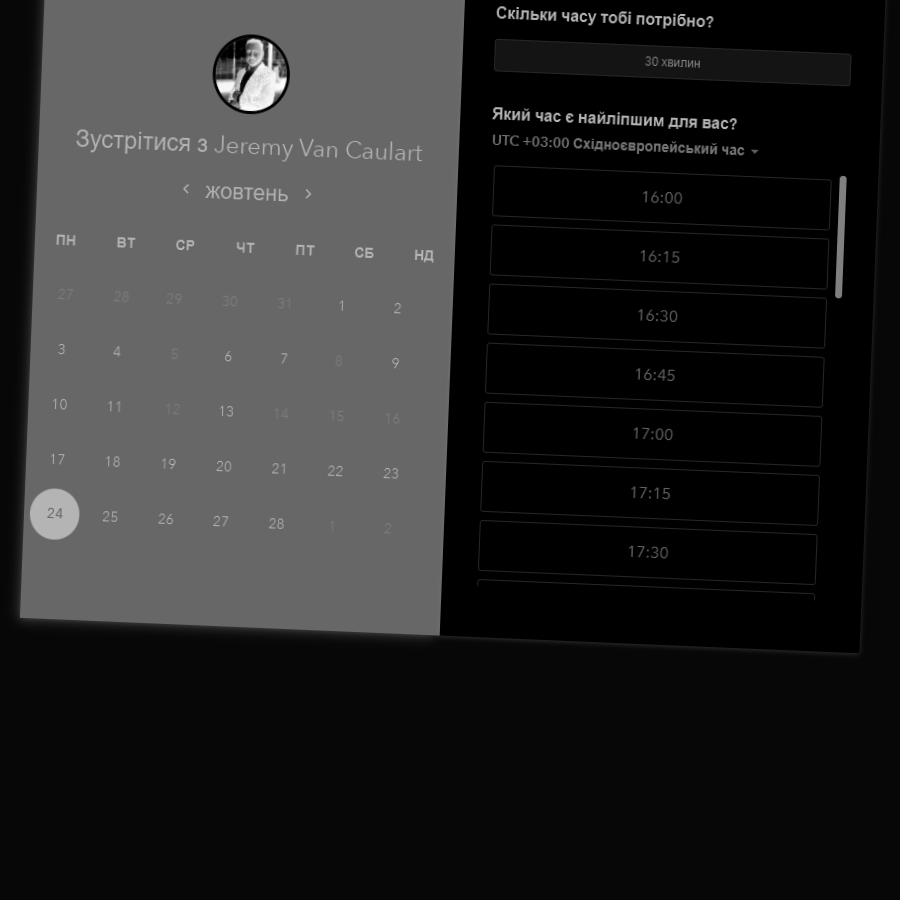 Зустрітися з Jeremy Van Caulart
‹ жовтень ›
ПН ВТ СР ЧТ ПТ СБ НД
27 28 29 30 31 1 2
3 4 5 6 7 8 9
10 11 12 13 14 15 16
17 18 19 20 21 22 23
24 25 26 27 28 1 2
Скільки часу тобі потрібно?
30 хвилин
Який час є найліпшим для вас?
UTC +03:00 Східноєвропейський час
16:00
16:15
16:30
16:45
17:00
17:15
17:30